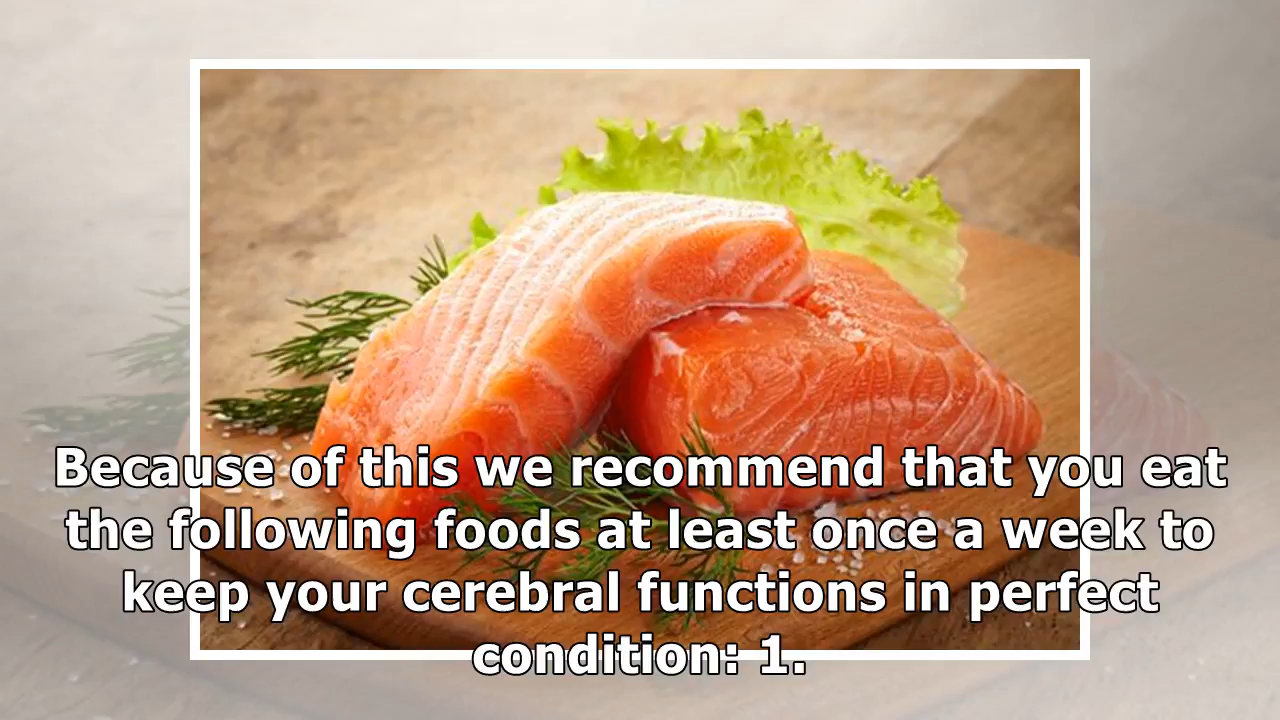 Because of this we recommend that you eat
the following foods at least once a week to
keep your cerebral functions in perfect
condition: 1.